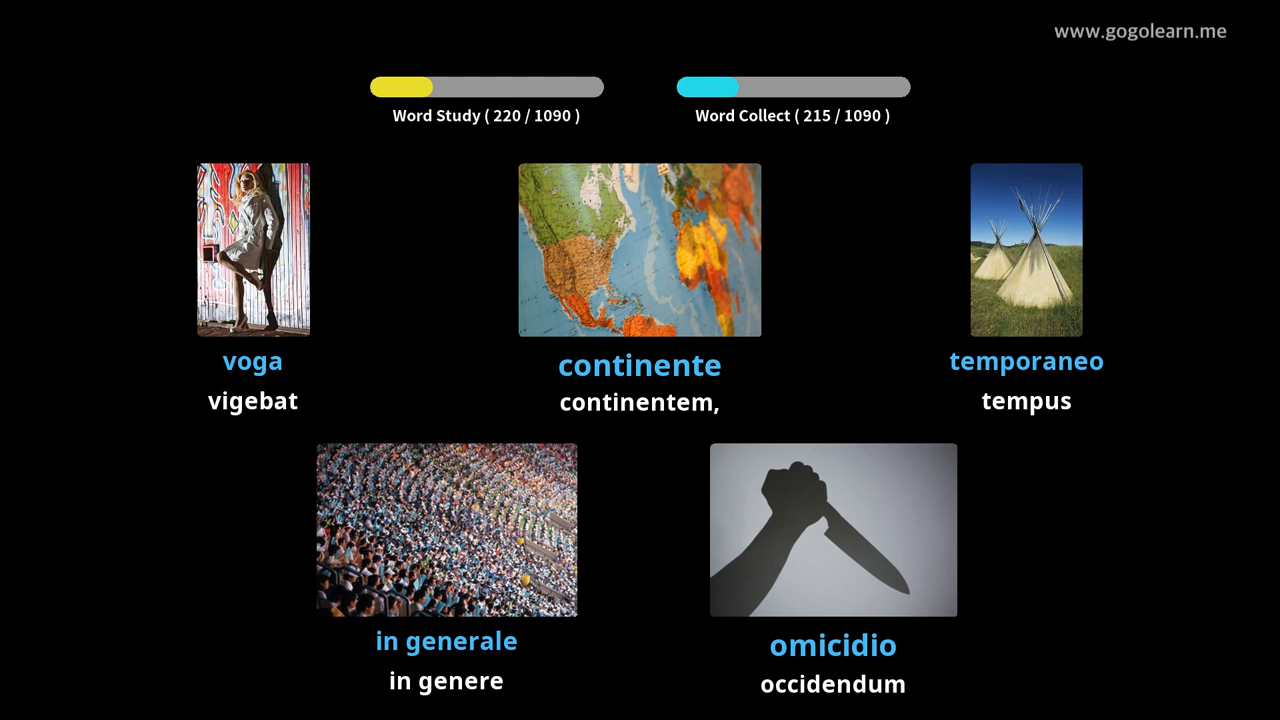 www.gogolearn.me
Word Study ( 220 / 1090 )
Word Collect ( 215 / 1090 )
voga
vigebat
continente
continentem,
temporaneo
tempus
in generale
in genere
omicidio
occidendum